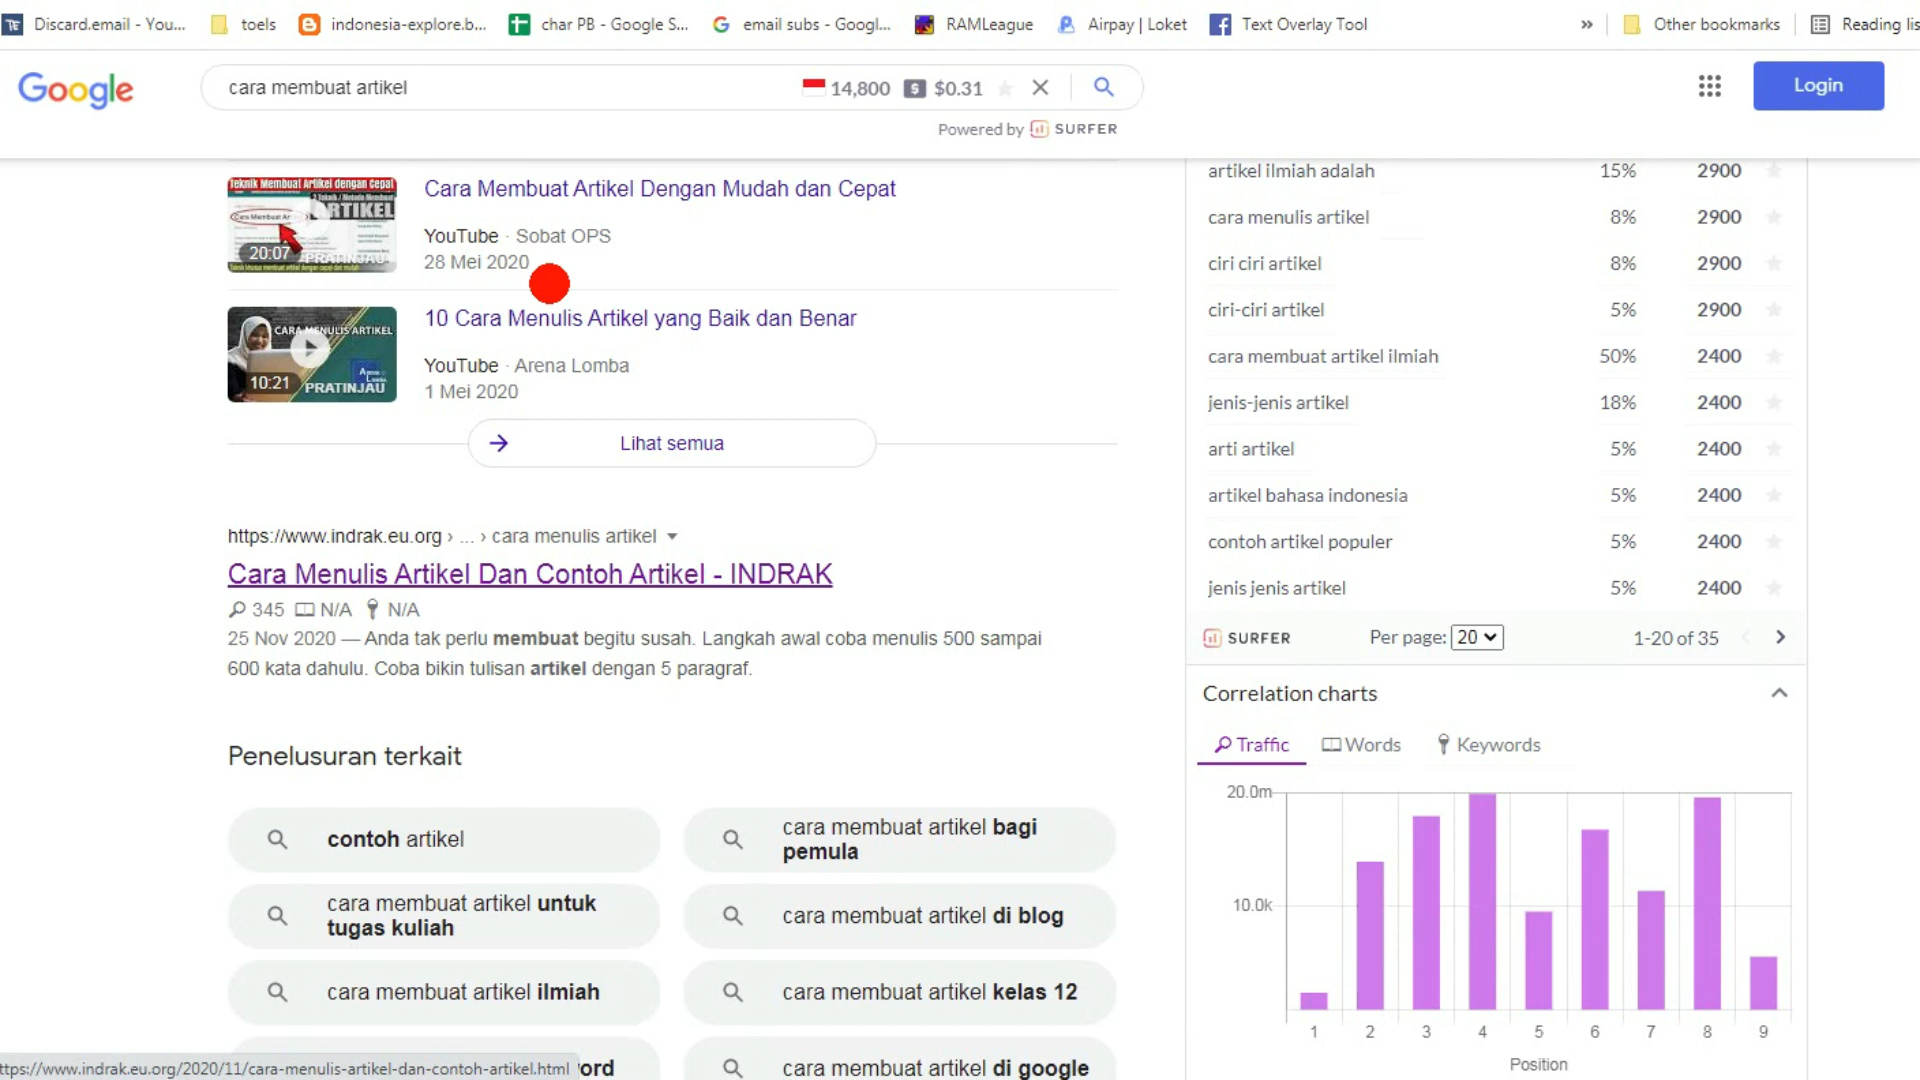 Discard.email - You...
toels
indonesia-explore.b...
char PB - Google S...
email subs - Googl...
RAMLeague
Airpay | Loket
Text Overlay Tool
»
Other bookmarks
Reading lis
Google
cara membuat artikel
14,800
$0.31
Login
Powered by SURFER
Teknik Membuat Artikel dengan Cepat
ARTIKEL
20:07
PRATINJAU
Cara Membuat Artikel Dengan Mudah dan Cepat
YouTube · Sobat OPS
28 Mei 2020
CARA MENULIS ARTIKEL
10:21
PRATINJAU
10 Cara Menulis Artikel yang Baik dan Benar
YouTube · Arena Lomba
1 Mei 2020
Lihat semua
https://www.indrak.eu.org › ... › cara menulis artikel
Cara Menulis Artikel Dan Contoh Artikel - INDRAK
345 N/A N/A
25 Nov 2020 — Anda tak perlu membuat begitu susah. Langkah awal coba menulis 500 sampai
600 kata dahulu. Coba bikin tulisan artikel dengan 5 paragraf.
Penelusuran terkait
contoh artikel
cara membuat artikel bagi
pemula
cara membuat artikel untuk
tugas kuliah
cara membuat artikel di blog
cara membuat artikel ilmiah
cara membuat artikel kelas 12
ord
cara membuat artikel di google
ttps://www.indrak.eu.org/2020/11/cara-menulis-artikel-dan-contoh-artikel.html
artikel ilmiah adalah 15% 2900
cara menulis artikel 8% 2900
ciri ciri artikel 8% 2900
ciri-ciri artikel 5% 2900
cara membuat artikel ilmiah 50% 2400
jenis-jenis artikel 18% 2400
arti artikel 5% 2400
artikel bahasa indonesia 5% 2400
contoh artikel populer 5% 2400
jenis jenis artikel 5% 2400
SURFER
Per page: 20
1-20 of 35
Correlation charts
Traffic
Words
Keywords
20.0m
10.0k
1 2 3 4 5 6 7 8 9
Position